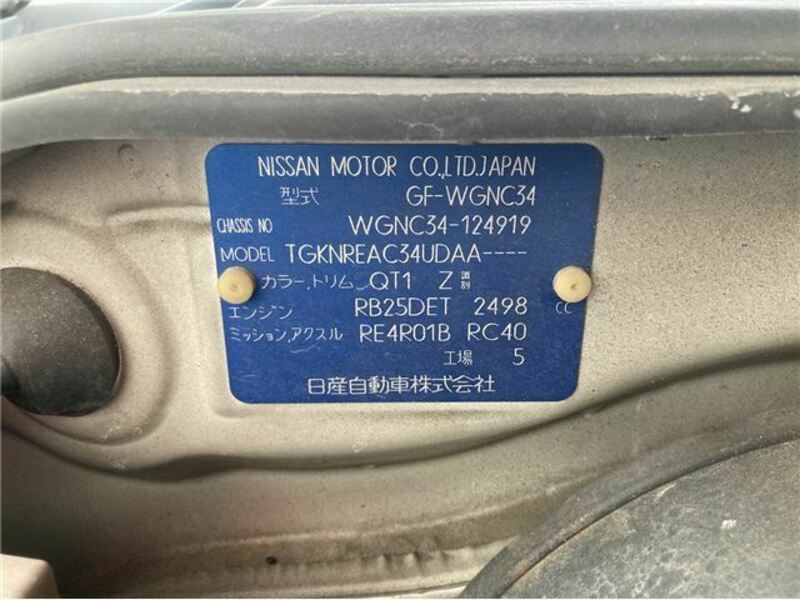 NISSAN MOTOR CO.,LTD.JAPAN
型式 GF-WGNC34
CHASSIS NO WGNC34-124919
MODEL TGKNREAC34UDAA----
カラー,トリム QT1 Z 識別
エンジン RB25DET 2498 CC
ミッション,アクスル RE4R01B RC40
工場 5
日産自動車株式会社